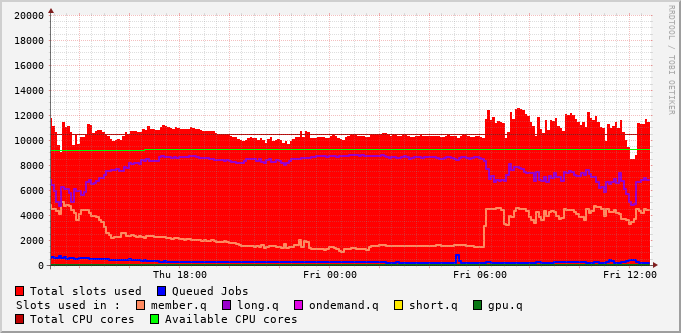 20000
18000
16000
14000
12000
10000
8000
6000
4000
2000
0
Thu 18:00 Fri 00:00 Fri 06:00 Fri 12:00
RRDTOOL / TOBI OETIKER
Total slots used Queued Jobs
Slots used in : member.q long.q ondemand.q short.q gpu.q
Total CPU cores Available CPU cores